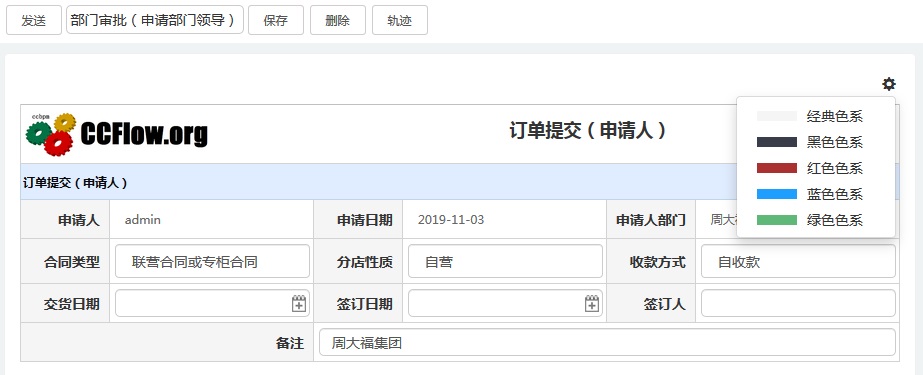 发送 部门审批（申请部门领导） 保存 删除 轨迹
ccbpm
CCFlow.org
订单提交（申请人）
经典色系
黑色色系
红色色系
蓝色色系
绿色色系
订单提交（申请人）
申请人 admin 申请日期 2019-11-03 申请人部门 周大
合同类型 联营合同或专柜合同 分店性质 自营 收款方式 自收款
交货日期 签订日期 签订人
备注 周大福集团